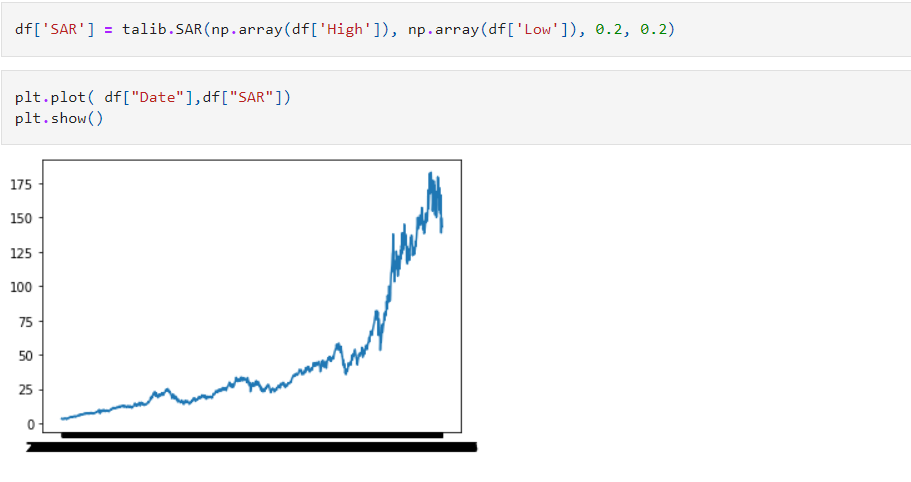 df['SAR'] = talib.SAR(np.array(df['High']), np.array(df['Low']), 0.2, 0.2)
plt.plot( df["Date"],df["SAR"])
plt.show()
175
150
125
100
75
50
25
0